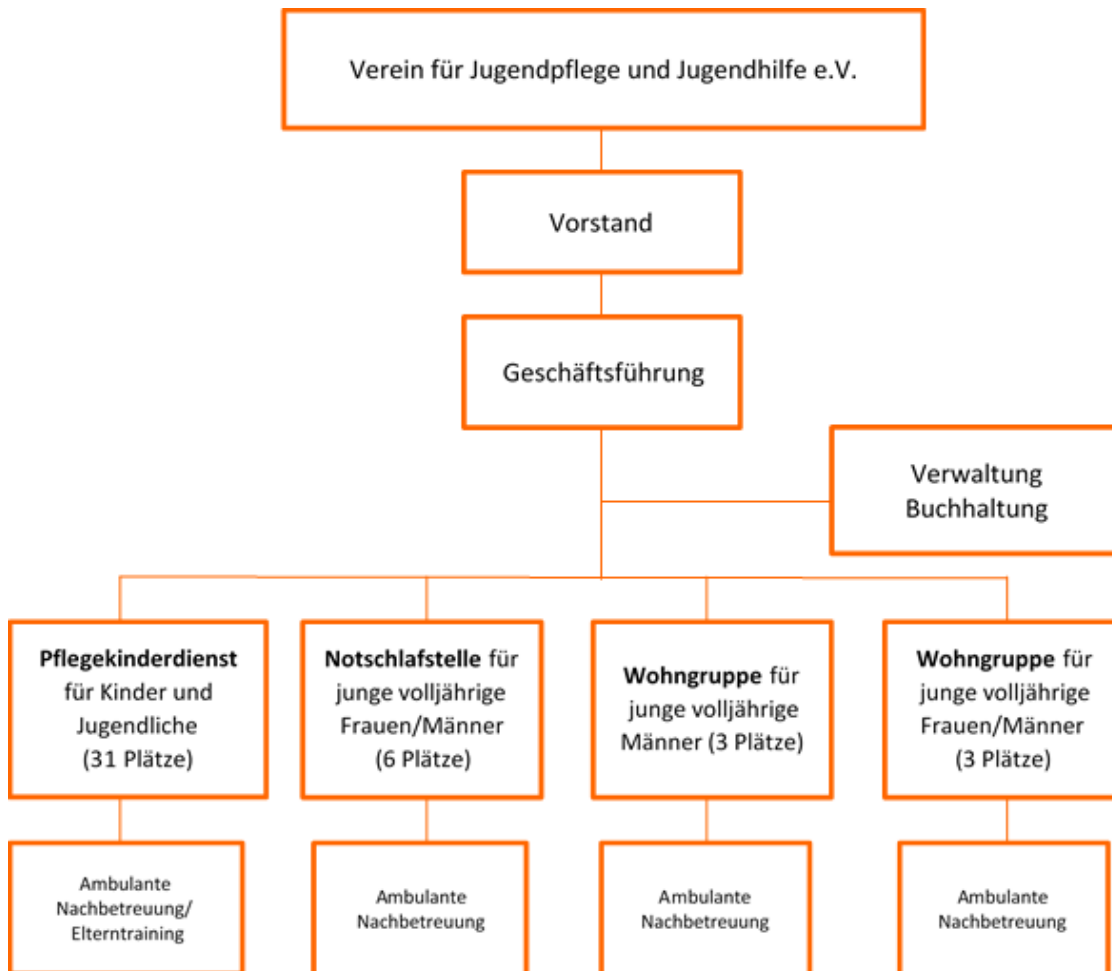 Verein für Jugendpflege und Jugendhilfe e.V.
Vorstand
Geschäftsführung
Verwaltung
Buchhaltung
Pflegekinderdienst
für Kinder und
Jugendliche
(31 Plätze)
Notschlafstelle für
junge volljährige
Frauen/Männer
(6 Plätze)
Wohngruppe für
junge volljährige
Männer (3 Plätze)
Wohngruppe für
junge volljährige
Frauen/Männer
(3 Plätze)
Ambulante
Nachbetreuung/
Elterntraining
Ambulante
Nachbetreuung
Ambulante
Nachbetreuung
Ambulante
Nachbetreuung